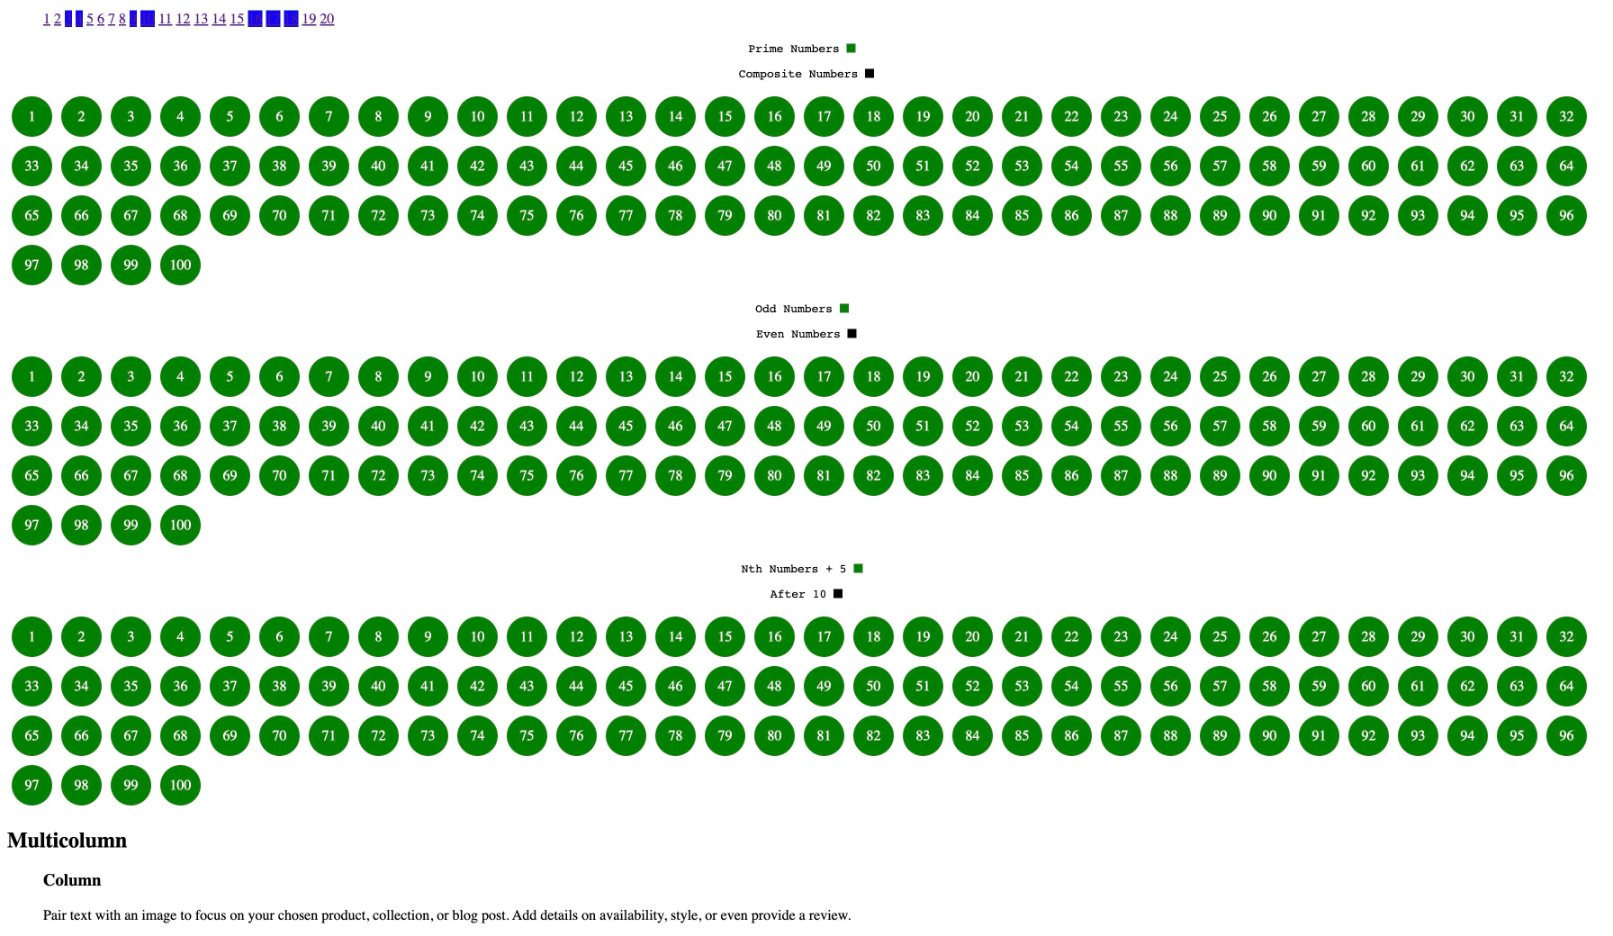 1 2 5 6 7 8 10 11 12 13 14 15 19 20
Prime Numbers
Composite Numbers
1 2 3 4 5 6 7 8 9 10 11 12 13 14 15 16 17 18 19 20 21 22 23 24 25 26 27 28 29 30 31 32
33 34 35 36 37 38 39 40 41 42 43 44 45 46 47 48 49 50 51 52 53 54 55 56 57 58 59 60 61 62 63 64
65 66 67 68 69 70 71 72 73 74 75 76 77 78 79 80 81 82 83 84 85 86 87 88 89 90 91 92 93 94 95 96
97 98 99 100
Odd Numbers
Even Numbers
1 2 3 4 5 6 7 8 9 10 11 12 13 14 15 16 17 18 19 20 21 22 23 24 25 26 27 28 29 30 31 32
33 34 35 36 37 38 39 40 41 42 43 44 45 46 47 48 49 50 51 52 53 54 55 56 57 58 59 60 61 62 63 64
65 66 67 68 69 70 71 72 73 74 75 76 77 78 79 80 81 82 83 84 85 86 87 88 89 90 91 92 93 94 95 96
97 98 99 100
Nth Numbers + 5
After 10
1 2 3 4 5 6 7 8 9 10 11 12 13 14 15 16 17 18 19 20 21 22 23 24 25 26 27 28 29 30 31 32
33 34 35 36 37 38 39 40 41 42 43 44 45 46 47 48 49 50 51 52 53 54 55 56 57 58 59 60 61 62 63 64
65 66 67 68 69 70 71 72 73 74 75 76 77 78 79 80 81 82 83 84 85 86 87 88 89 90 91 92 93 94 95 96
97 98 99 100
Multicolumn
Column
Pair text with an image to focus on your chosen product, collection, or blog post. Add details on availability, style, or even provide a review.